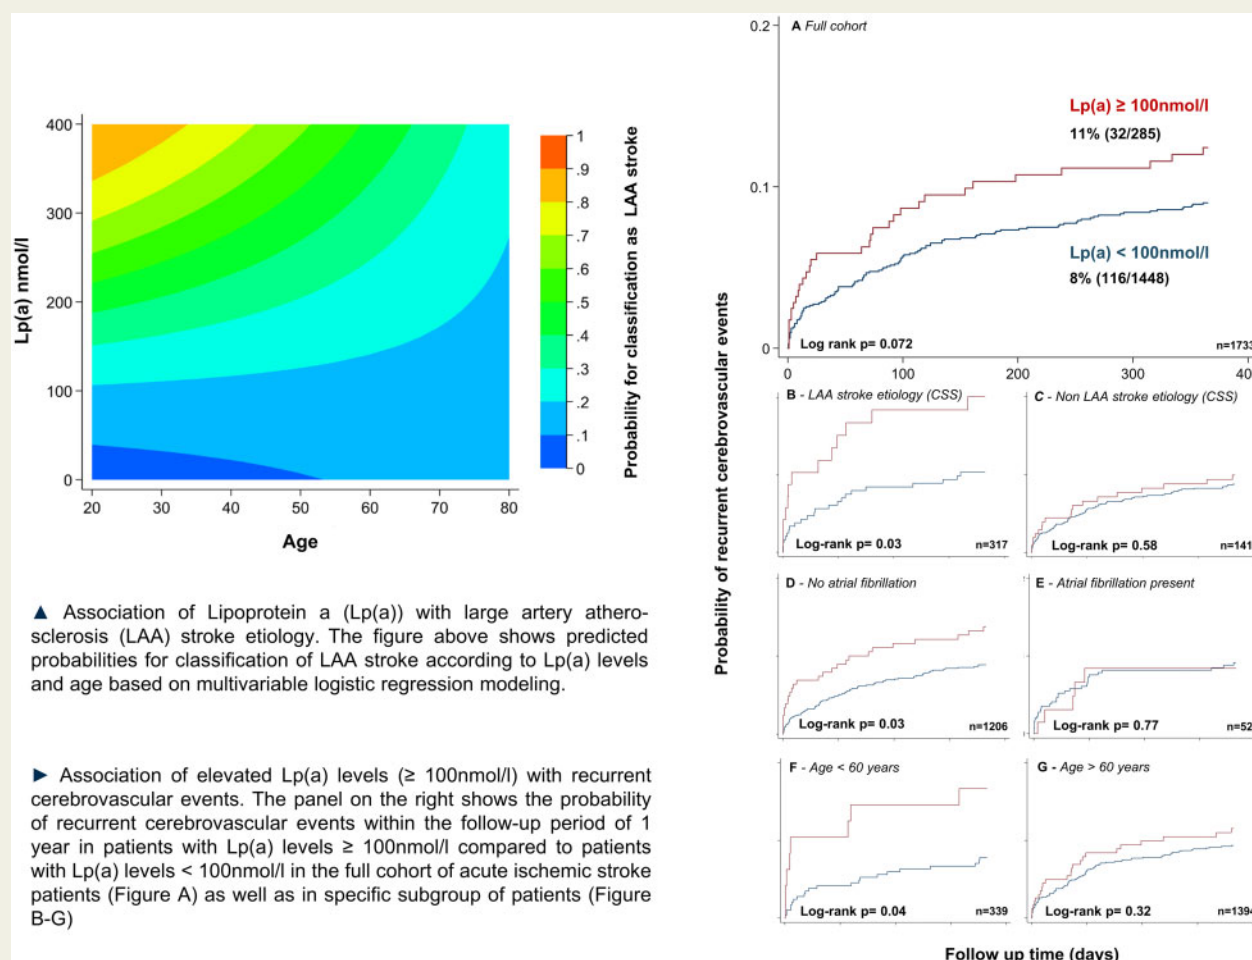 400
300
200
100
0
Lp(a) nmol/l
20
30
40
50
60
70
80
Age
1
.9
.8
.7
.6
.5
.4
.3
.2
.1
0
Probability for classification as LAA stroke
▲ Association of Lipoprotein a (Lp(a)) with large artery athero-
sclerosis (LAA) stroke etiology. The figure above shows predicted
probabilities for classification of LAA stroke according to Lp(a) levels
and age based on multivariable logistic regression modeling.
► Association of elevated Lp(a) levels (≥ 100nmol/l) with recurrent
cerebrovascular events. The panel on the right shows the probability
of recurrent cerebrovascular events within the follow-up period of 1
year in patients with Lp(a) levels ≥ 100nmol/l compared to patients
with Lp(a) levels < 100nmol/l in the full cohort of acute ischemic stroke
patients (Figure A) as well as in specific subgroup of patients (Figure
B-G)
Probability of recurrent cerebrovascular events
0.2
0.1
0
A Full cohort
Lp(a) ≥ 100nmol/l
11% (32/285)
Lp(a) < 100nmol/l
8% (116/1448)
Log rank p= 0.072
n=1733
0
100
200
300
40
B - LAA stroke etiology (CSS)
Log-rank p= 0.03
n=317
C - Non LAA stroke etiology (CSS)
Log-rank p= 0.58
n=141
D - No atrial fibrillation
Log-rank p= 0.03
n=1206
E - Atrial fibrillation present
Log-rank p= 0.77
n=52
F - Age < 60 years
Log-rank p= 0.04
n=339
G - Age > 60 years
Log-rank p= 0.32
n=1394
Follow up time (days)